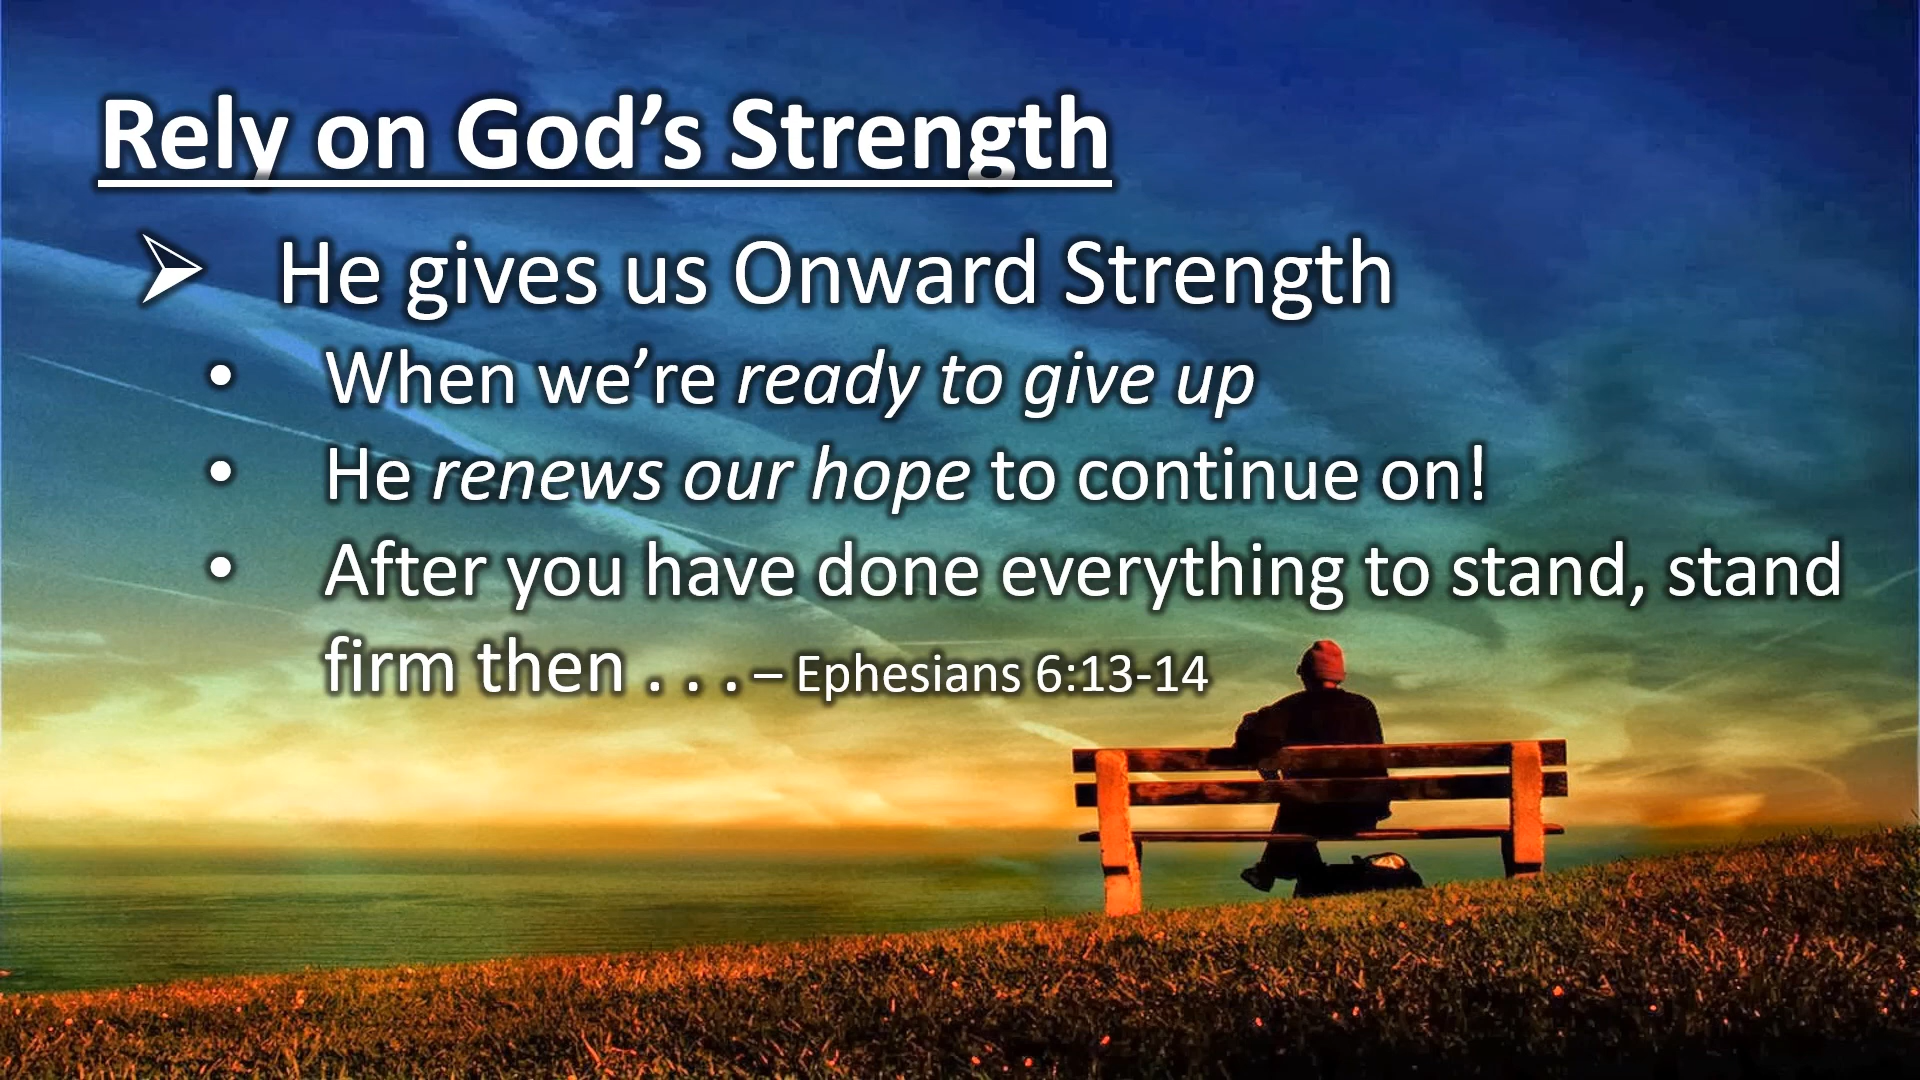 Rely on God’s Strength
➢ He gives us Onward Strength
• When we’re ready to give up
• He renews our hope to continue on!
• After you have done everything to stand, stand
firm then . . . – Ephesians 6:13-14